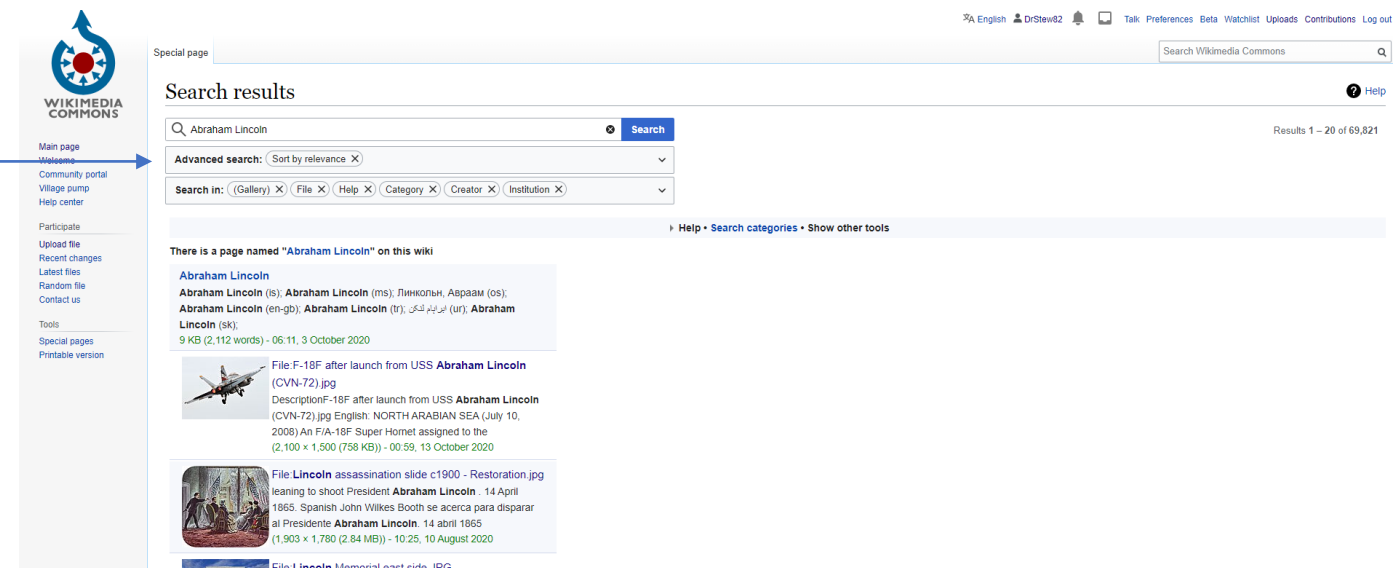 English DrStew82 Talk Preferences Beta Watchlist Uploads Contributions Log out
Special page
Search Wikimedia Commons
WIKIMEDIA
COMMONS
Main page
Welcome
Community portal
Village pump
Help center
Participate
Upload file
Recent changes
Latest files
Random file
Contact us
Tools
Special pages
Printable version
Search results
Help
Abraham Lincoln
Search
Results 1 – 20 of 69,821
Advanced search: Sort by relevance
Search in: (Gallery) File Help Category Creator Institution
Help • Search categories • Show other tools
There is a page named "Abraham Lincoln" on this wiki
Abraham Lincoln
Abraham Lincoln (is); Abraham Lincoln (ms); Линкольн, Авраам (os);
Abraham Lincoln (en-gb); Abraham Lincoln (tr); (ur); Abraham
Lincoln (sk);
9 KB (2,112 words) - 06:11, 3 October 2020
File:F-18F after launch from USS Abraham Lincoln
(CVN-72).jpg
DescriptionF-18F after launch from USS Abraham Lincoln
(CVN-72).jpg English: NORTH ARABIAN SEA (July 10,
2008) An F/A-18F Super Hornet assigned to the
(2,100 × 1,500 (758 KB)) - 00:59, 13 October 2020
File:Lincoln assassination slide c1900 - Restoration.jpg
leaning to shoot President Abraham Lincoln . 14 April
1865. Spanish John Wilkes Booth se acerca para disparar
al Presidente Abraham Lincoln. 14 abril 1865
(1,903 × 1,780 (2.84 MB)) - 10:25, 10 August 2020
File:Lincoln Memorial east side.JPG